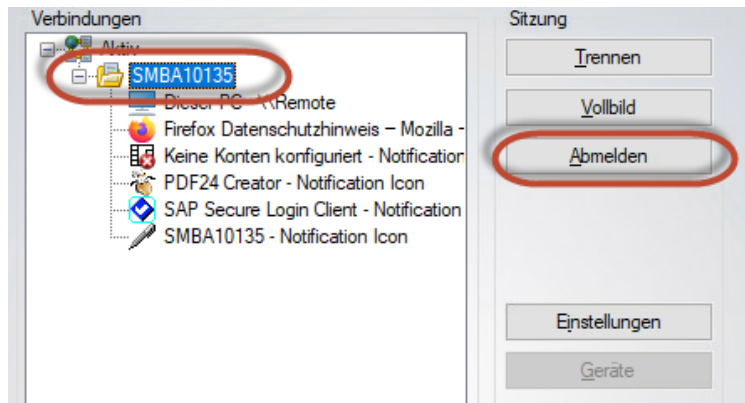 Verbindungen
Aktiv
SMBA10135
Dieser PC - \\Remote
Firefox Datenschutzhinweis – Mozilla -
Keine Konten konfiguriert - Notification
PDF24 Creator - Notification Icon
SAP Secure Login Client - Notification
SMBA10135 - Notification Icon
Sitzung
Trennen
Vollbild
Abmelden
Einstellungen
Geräte